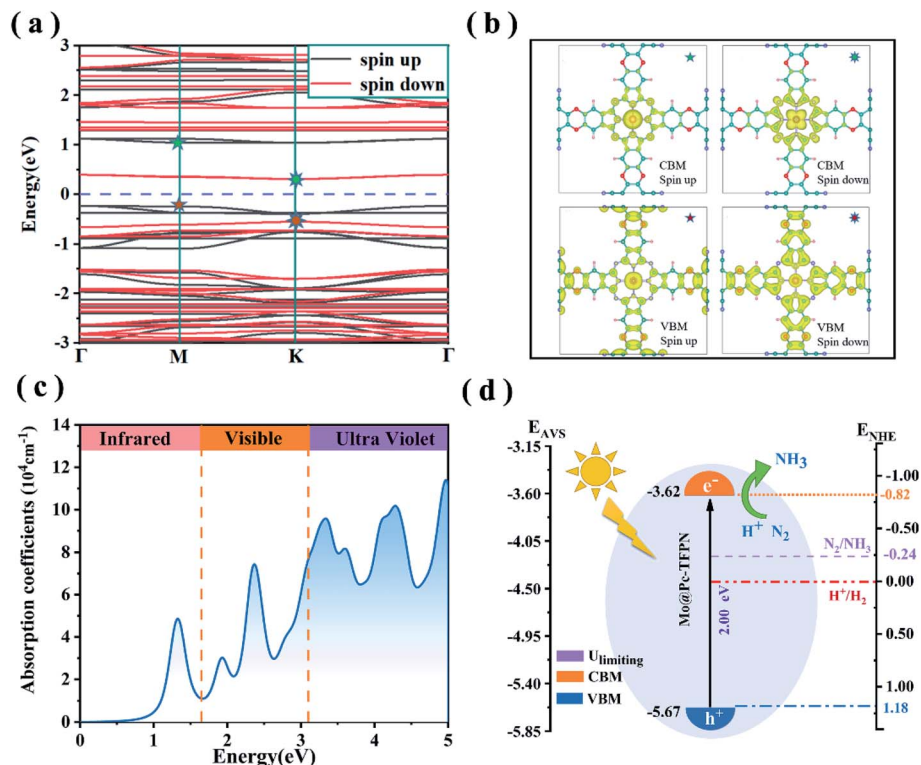 ( a )
3
2
1
0
-1
-2
-3
Energy(eV)
spin up
spin down
Γ
M
K
Γ
( b )
CBM
Spin up
CBM
Spin down
VBM
Spin up
VBM
Spin down
( c )
14
12
10
8
6
4
2
0
Absorption coefficients (10⁴cm⁻¹)
Infrared
Visible
Ultra Violet
0
1
2
3
4
5
Energy(eV)
( d )
E_AVS
-3.15
-3.60
-4.05
-4.50
-4.95
-5.40
-5.85
-3.62
e⁻
NH₃
H⁺ N₂
Mo@Pc-TFPN
2.00 eV
N₂/NH₃
H⁺/H₂
U_limiting
CBM
VBM
-5.67
h⁺
E_NHE
-1.00
-0.82
-0.50
-0.24
0.00
0.50
1.00
1.18